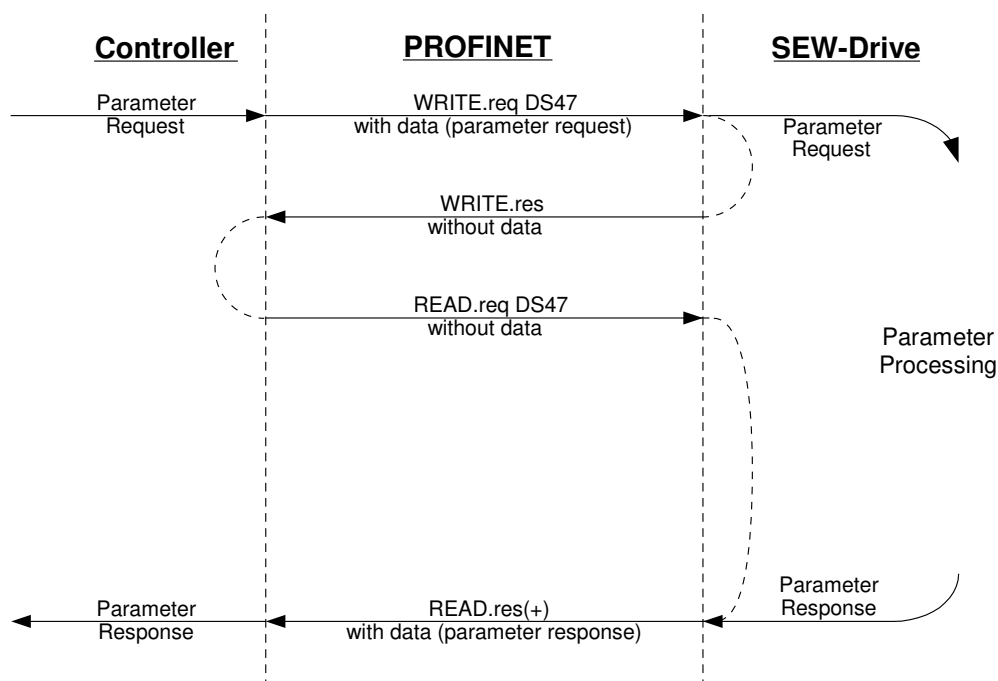 Controller
PROFINET
SEW-Drive
Parameter
Request
WRITE.req DS47
with data (parameter request)
Parameter
Request
WRITE.res
without data
READ.req DS47
without data
Parameter
Processing
Parameter
Response
READ.res(+)
with data (parameter response)
Parameter
Response